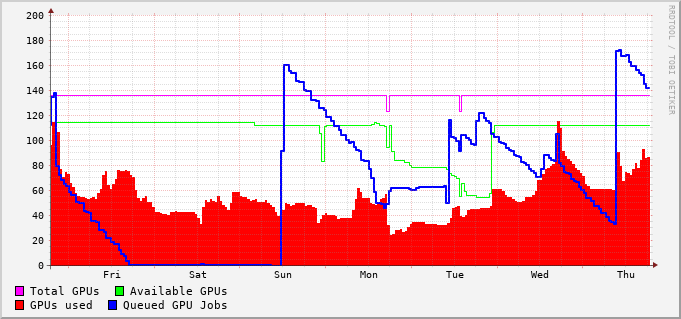 200
180
160
140
120
100
80
60
40
20
0
Fri Sat Sun Mon Tue Wed Thu
Total GPUs Available GPUs
GPUs used Queued GPU Jobs
RRDTOOL / TOBI OETIKER